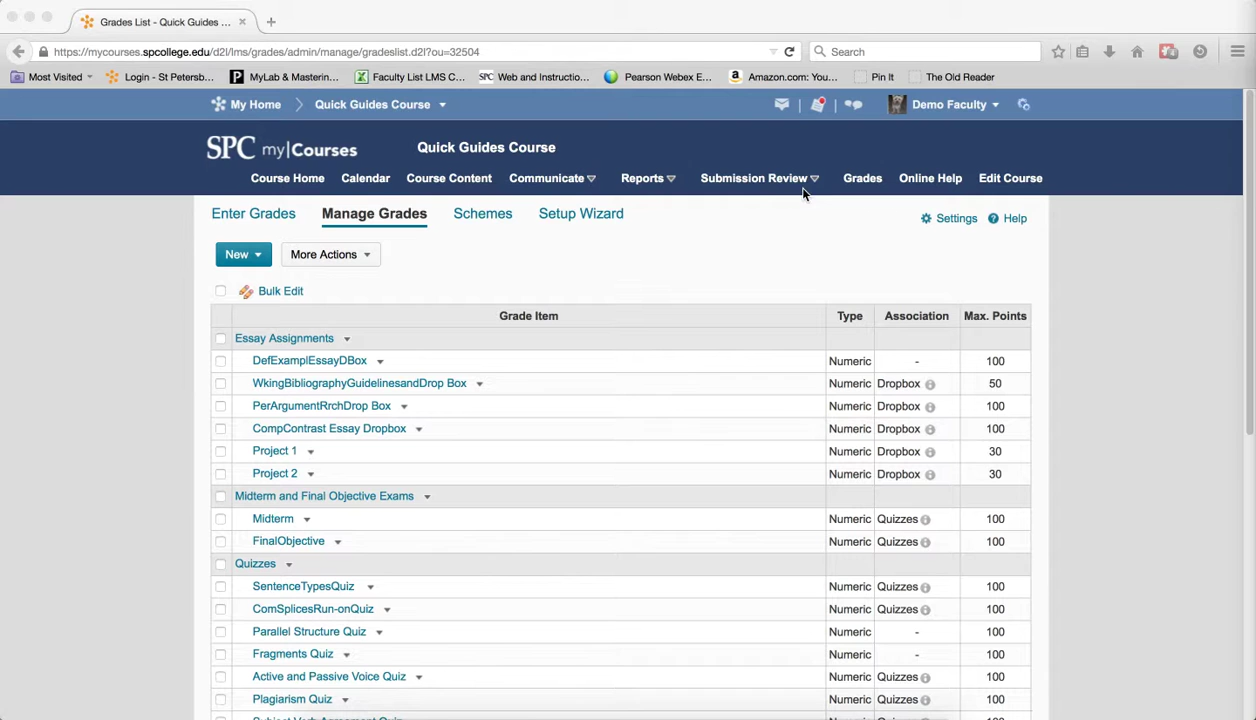 Grades List - Quick Guides ...
https://mycourses.spcollege.edu/d2l/lms/grades/admin/manage/gradeslist.d2l?ou=32504
Search
Most Visited
Login - St Petersb...
MyLab & Mastering...
Faculty List LMS C...
SPC Web and Instructio...
Pearson Webex E...
Amazon.com: You...
Pin It
The Old Reader
My Home
Quick Guides Course
Demo Faculty
SPC my|Courses
Quick Guides Course
Course Home
Calendar
Course Content
Communicate
Reports
Submission Review
Grades
Online Help
Edit Course
Enter Grades
Manage Grades
Schemes
Setup Wizard
Settings
Help
New
More Actions
Bulk Edit
Grade Item Type Association Max. Points
Essay Assignments
DefExamplEssayDBox Numeric - 100
WkingBibliographyGuidelinesandDrop Box Numeric Dropbox 50
PerArgumentRrchDrop Box Numeric Dropbox 100
CompContrast Essay Dropbox Numeric Dropbox 100
Project 1 Numeric Dropbox 30
Project 2 Numeric Dropbox 30
Midterm and Final Objective Exams
Midterm Numeric Quizzes 100
FinalObjective Numeric Quizzes 100
Quizzes
SentenceTypesQuiz Numeric Quizzes 100
ComSplicesRun-onQuiz Numeric Quizzes 100
Parallel Structure Quiz Numeric - 100
Fragments Quiz Numeric - 100
Active and Passive Voice Quiz Numeric Quizzes 100
Plagiarism Quiz Numeric Quizzes 100